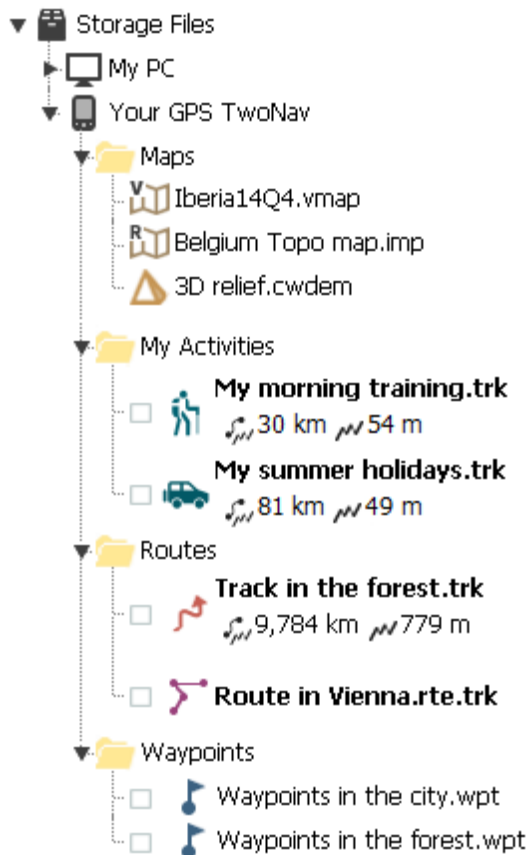 Storage Files
My PC
Your GPS TwoNav
Maps
V Iberia14Q4.vmap
R Belgium Topo map.imp
3D relief.cwdem
My Activities
My morning training.trk
30 km 54 m
My summer holidays.trk
81 km 49 m
Routes
Track in the forest.trk
9,784 km 779 m
Route in Vienna.rte.trk
Waypoints
Waypoints in the city.wpt
Waypoints in the forest.wpt